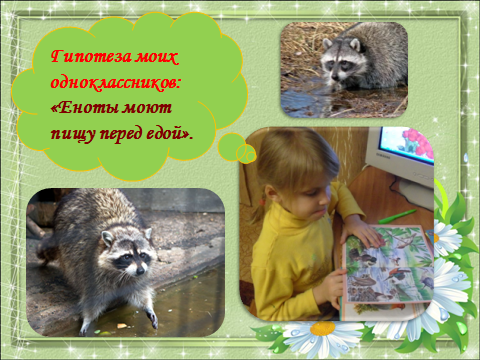 Гипотеза моих
одноклассников:
«Еноты моют
пищу перед едой».